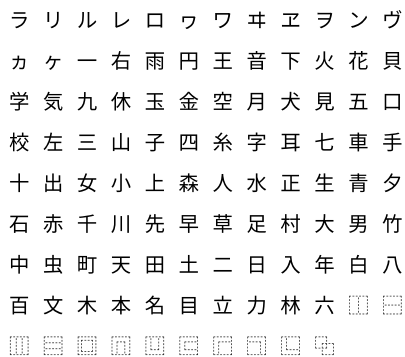 ラ リ ル レ ロ ヮ ワ ヰ ヱ ヲ ン ヴ
ヵ ヶ 一 右 雨 円 王 音 下 火 花 貝
学 気 九 休 玉 金 空 月 犬 見 五 口
校 左 三 山 子 四 糸 字 耳 七 車 手
十 出 女 小 上 森 人 水 正 生 青 夕
石 赤 千 川 先 早 草 足 村 大 男 竹
中 虫 町 天 田 土 二 日 入 年 白 八
百 文 木 本 名 目 立 力 林 六 ⿰ ⿱
⿲ ⿳ ⿴ ⿵ ⿶ ⿷ ⿸ ⿹ ⿺ ⿻